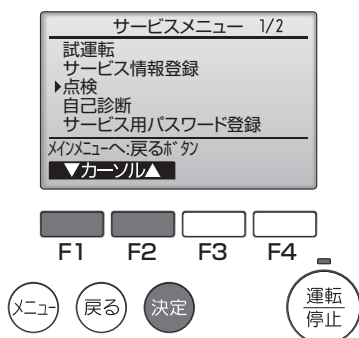 サービスメニュー 1/2
試運転
サービス情報登録
▶点検
自己診断
サービス用パスワード登録
メインメニューへ:戻るボタン
▼カーソル▲
F1 F2 F3 F4
メニュー 戻る 決定 運転
停止